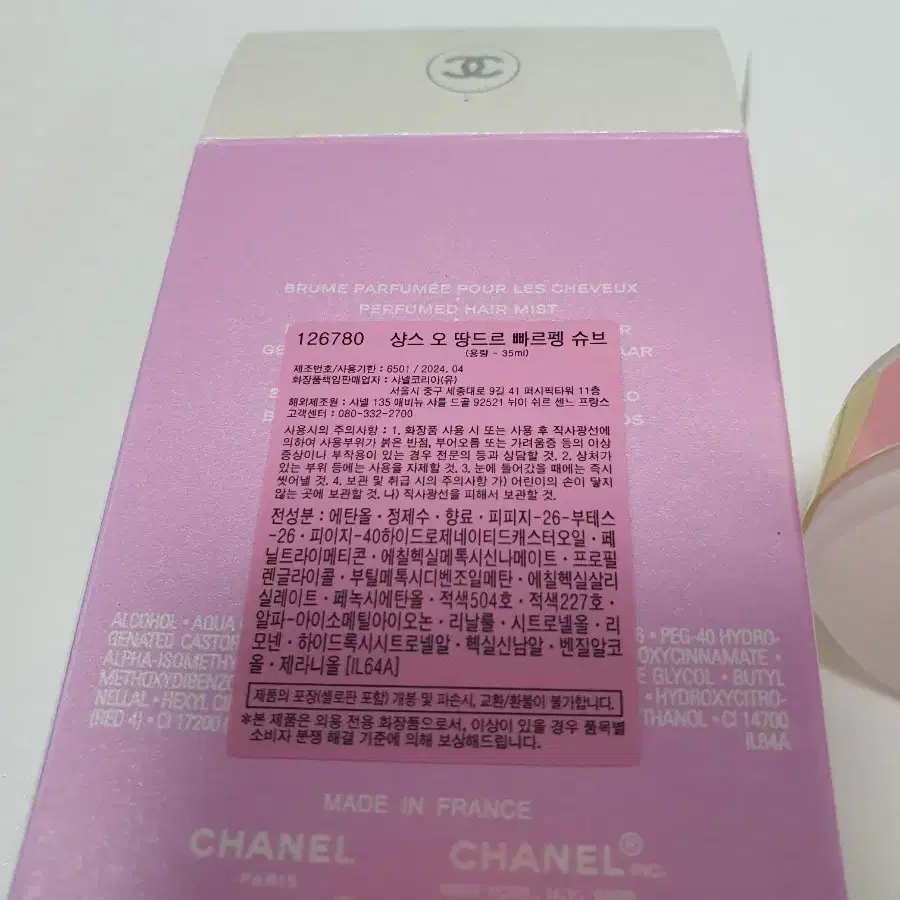 BRUME PARFUMÉE POUR LES CHEVEUX
PERFUMED HAIR MIST
126780 샹스 오 땅드르 빠르펭 슈브
(용량 - 35ml)
제조번호/사용기한 : 6501 / 2024. 04
화장품책임판매업자 : 샤넬코리아(유)
서울시 중구 세종대로 9길 41 퍼시픽타워 11층
해외제조원 : 샤넬 135 애비뉴 샤를 드골 92521 뉘이 쉬르 센느 프랑스
고객센터 : 080-332-2700
사용시의 주의사항 : 1. 화장품 사용 시 또는 사용 후 직사광선에
의하여 사용부위가 붉은 반점, 부어오름 또는 가려움증 등의 이상
증상이나 부작용이 있는 경우 전문의 등과 상담할 것. 2. 상처가
있는 부위 등에는 사용을 자제할 것. 3. 눈에 들어갔을 때에는 즉시
씻어낼 것. 4. 보관 및 취급 시의 주의사항 가) 어린이의 손이 닿지
않는 곳에 보관할 것. 나) 직사광선을 피해서 보관할 것.
전성분 : 에탄올 · 정제수 · 향료 · 피피지-26-부테스
-26 · 피이지-40하이드로제네이티드캐스터오일 · 페
닐트라이메티콘 · 에칠헥실메톡시신나메이트 · 프로필
렌글라이콜 · 부틸메톡시디벤조일메탄 · 에칠헥실살리
실레이트 · 페녹시에탄올 · 적색504호 · 적색227호 ·
알파-아이소메틸아이오논 · 리날룰 · 시트로넬올 · 리
모넨 · 하이드록시시트로넬알 · 헥실신남알 · 벤질알코
올 · 제라니올 [IL64A]
제품의 포장(셀로판 포함) 개봉 및 파손시, 교환/환불이 불가합니다.
※본 제품은 외용 전용 화장품으로서, 이상이 있을 경우 품목별
소비자 분쟁 해결 기준에 의해 보상해드립니다.
ALCOHOL • AQUA
• PEG-40 HYDRO-
GENATED CASTOR
OXYCINNAMATE •
ALPHA-ISOMETHY
GLYCOL • BUTYL
METHOXYDIBENZO
• HYDROXYCITRO-
NELLAL • HEXYL CI
THANOL • CI 14700
(RED 4) • CI 17200
IL64A
MADE IN FRANCE
CHANEL CHANEL® INC.
PARIS